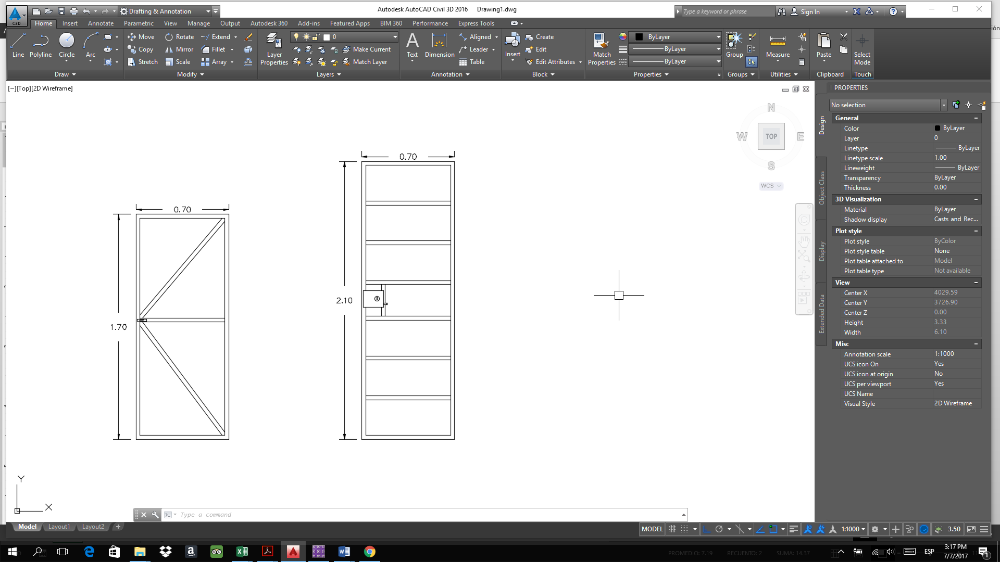 Autodesk AutoCAD Civil 3D 2016 Drawing1.dwg
Drafting & Annotation
Type a keyword or phrase
Sign In
C3D
Home Insert Annotate Parametric View Manage Output Autodesk 360 Add-ins Featured Apps BIM 360 Performance Express Tools
Line Polyline Circle Arc
Move Rotate Extend
Copy Mirror Fillet
Stretch Scale Array
Layer Properties
0
Make Current
Match Layer
Text Dimension
Aligned
Leader
Table
Insert
Create
Edit
Edit Attributes
Match Properties
ByLayer
ByLayer
ByLayer
Group
Measure
Paste
Select Mode
Draw Modify Layers Annotation Block Properties Groups Utilities Clipboard Touch
[−][Top][2D Wireframe]
N
W TOP E
S
WCS
0.70
0.70
2.10
1.70
Y
X
Type a command
Model Layout1 Layout2 +
MODEL 1:1000 3.50
PROPERTIES
No selection
Design
Object Class
Display
Extended Data
General
Color ByLayer
Layer 0
Linetype ByLayer
Linetype scale 1.00
Lineweight ByLayer
Transparency ByLayer
Thickness 0.00
3D Visualization
Material ByLayer
Shadow display Casts and Rec...
Plot style
Plot style ByColor
Plot style table None
Plot table attached to Model
Plot table type Not available
View
Center X 4029.59
Center Y 3726.90
Center Z 0.00
Height 3.33
Width 6.10
Misc
Annotation scale 1:1000
UCS icon On Yes
UCS icon at origin No
UCS per viewport Yes
UCS Name
Visual Style 2D Wireframe
PROMEDIO: 7.19 RECUENTO: 2 SUMA: 14.37
ESP
3:17 PM
7/7/2017
1